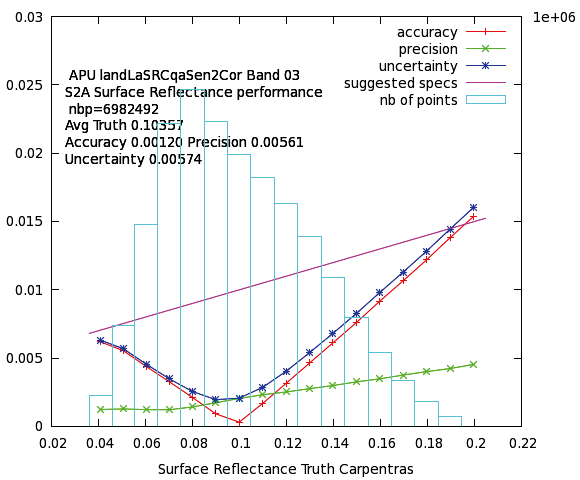 0.03
1e+06
accuracy
precision
uncertainty
suggested specs
nb of points
APU landLaSRCqaSen2Cor Band 03
S2A Surface Reflectance performance
nbp=6982492
Avg Truth 0.10357
Accuracy 0.00120 Precision 0.00561
Uncertainty 0.00574
0.025
0.02
0.015
0.01
0.005
0
0.02 0.04 0.06 0.08 0.1 0.12 0.14 0.16 0.18 0.2 0.22
Surface Reflectance Truth Carpentras